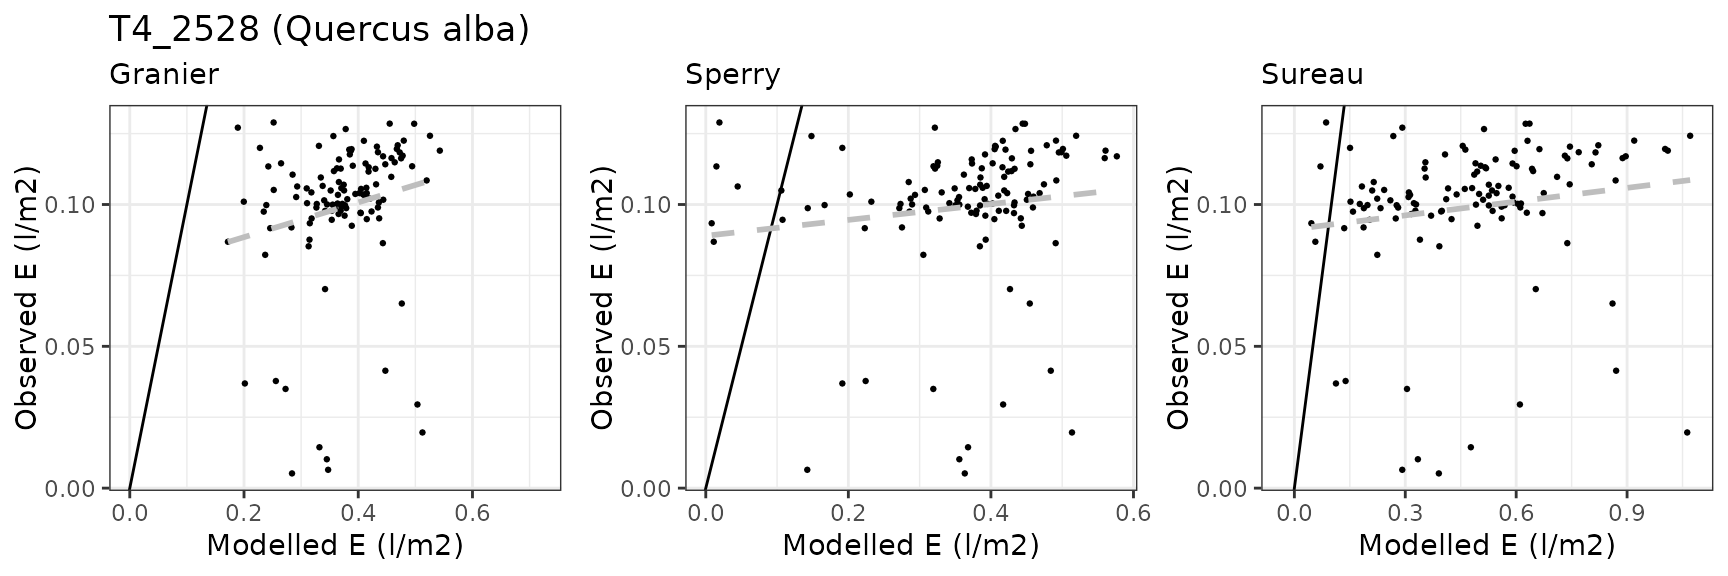 T4_2528 (Quercus alba)
Granier
Observed E (l/m2)
0.10
0.05
0.00
0.0 0.2 0.4 0.6
Modelled E (l/m2)
Sperry
Observed E (l/m2)
0.10
0.05
0.00
0.0 0.2 0.4 0.6
Modelled E (l/m2)
Sureau
Observed E (l/m2)
0.10
0.05
0.00
0.0 0.3 0.6 0.9
Modelled E (l/m2)